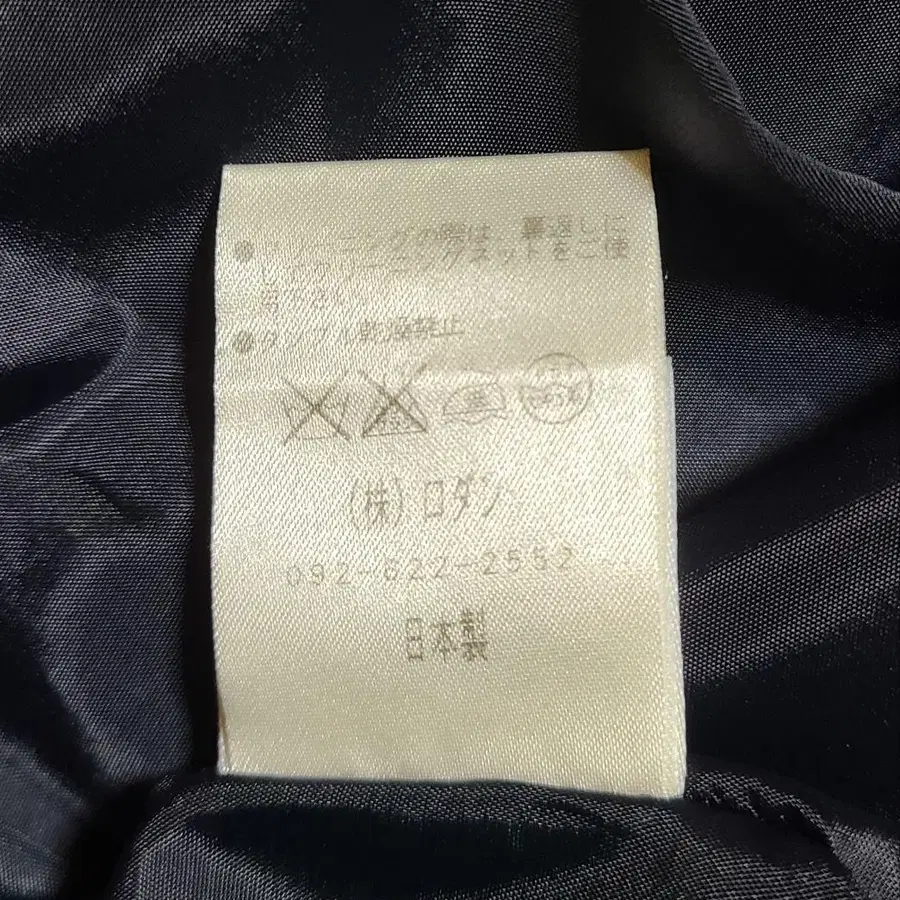 ●クリーニングの際は、裏返しに
しドライクリーニングネットをご使
用下さい
●タンブル乾燥禁止
(株)ロダン
092-622-2552
日本製